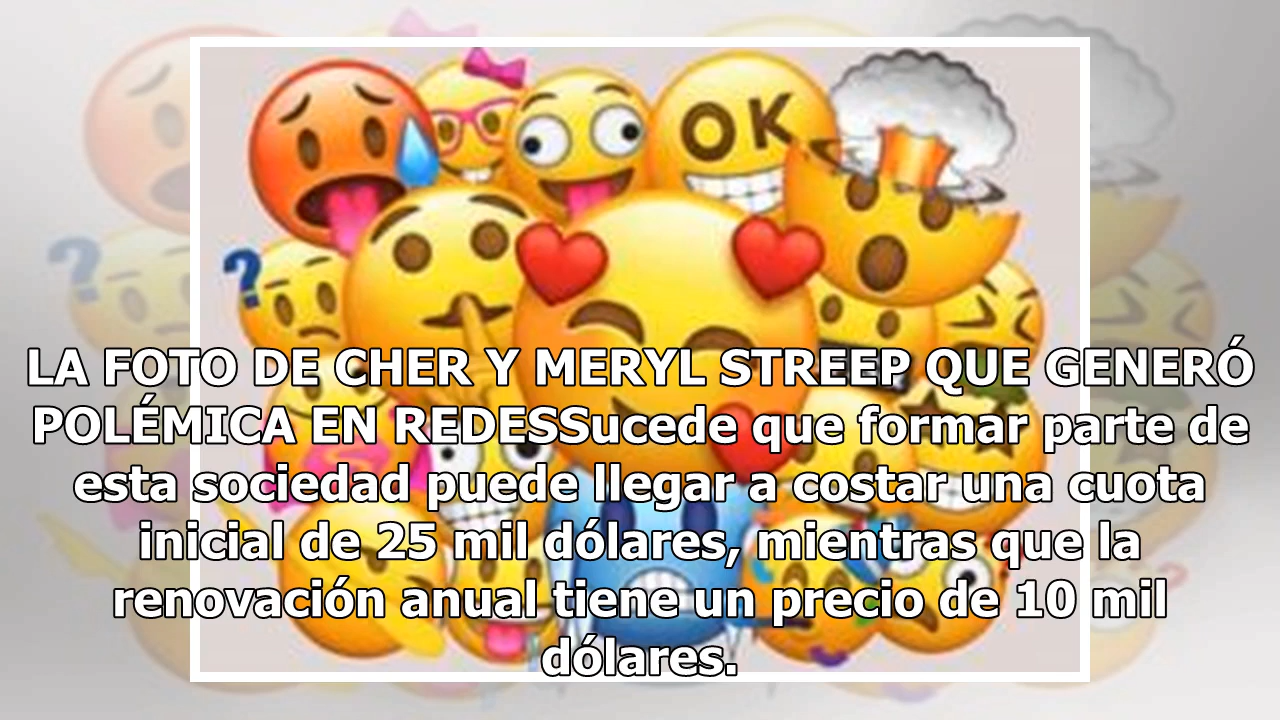 OK
LA FOTO DE CHER Y MERYL STREEP QUE GENERÓ
POLÉMICA EN REDESSucede que formar parte de
esta sociedad puede llegar a costar una cuota
inicial de 25 mil dólares, mientras que la
renovación anual tiene un precio de 10 mil
dólares.